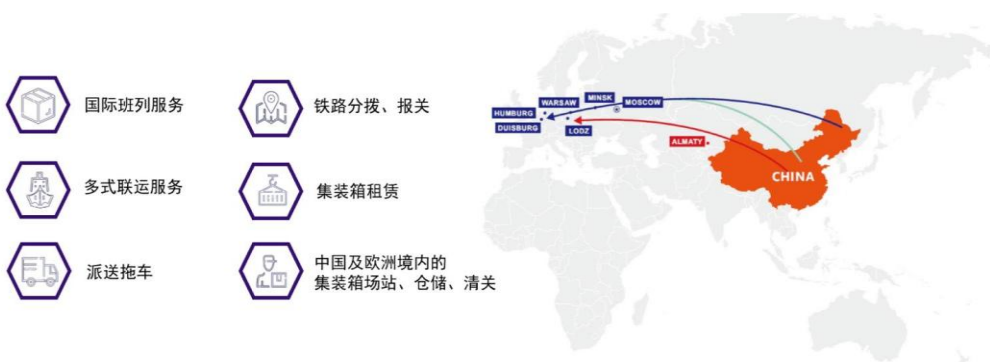 国际班列服务
铁路分拨、报关
多式联运服务
集装箱租赁
派送拖车
中国及欧洲境内的
集装箱场站、仓储、清关
HUMBURG
WARSAW
MINSK
MOSCOW
DUISBURG
LODZ
ALMATY
CHINA